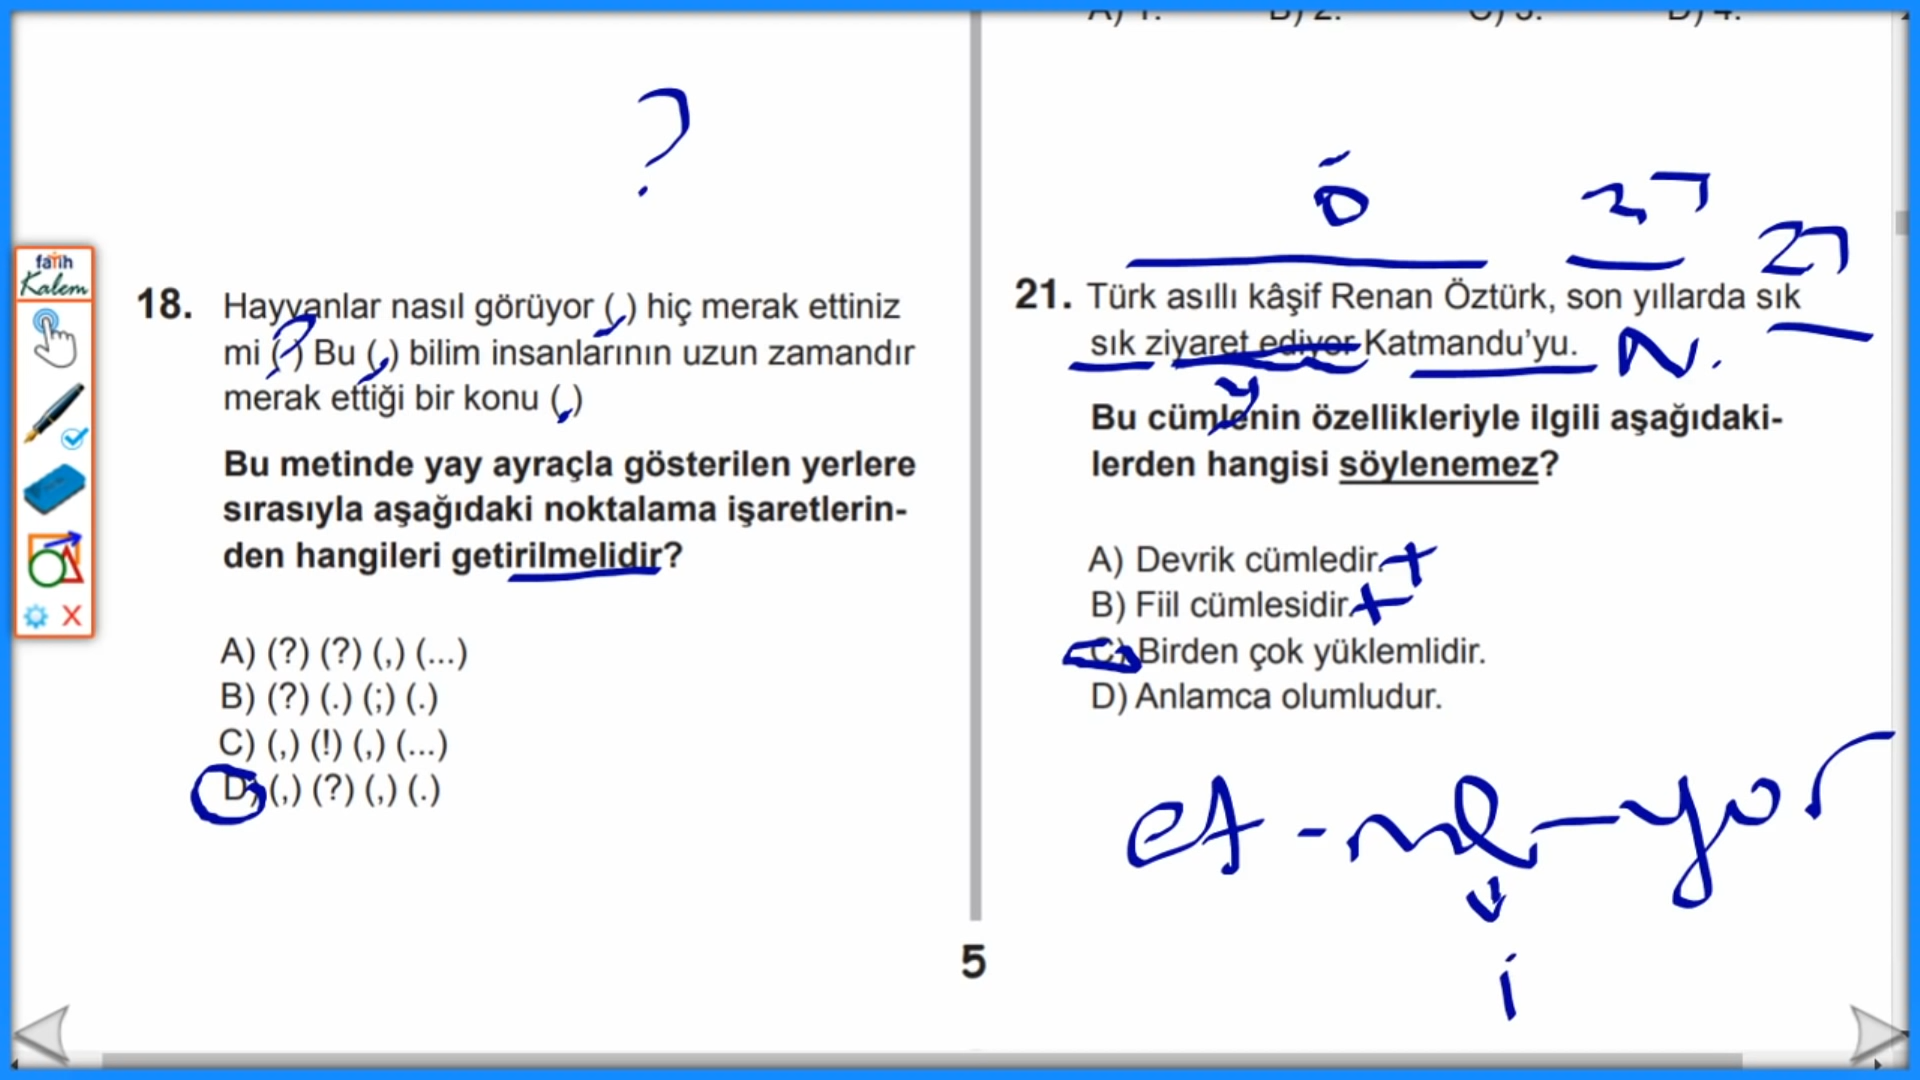 fatih
Kalem
?
18. Hayvanlar nasıl görüyor (,) hiç merak ettiniz
mi (?) Bu (,) bilim insanlarının uzun zamandır
merak ettiği bir konu (.)
Bu metinde yay ayraçla gösterilen yerlere
sırasıyla aşağıdaki noktalama işaretlerin-
den hangileri getirilmelidir?
A) (?) (?) (,) (...)
B) (?) (.) (;) (.)
C) (,) (!) (,) (...)
D) (,) (?) (,) (.)
Ö
ZT
ZT
21. Türk asıllı kâşif Renan Öztürk, son yıllarda sık
sık ziyaret ediyor Katmandu'yu. N.
y
Bu cümlenin özellikleriyle ilgili aşağıdaki-
lerden hangisi söylenemez?
A) Devrik cümledir. +
B) Fiil cümlesidir. +
C) Birden çok yüklemlidir.
D) Anlamca olumludur.
et-me-yor
i
5